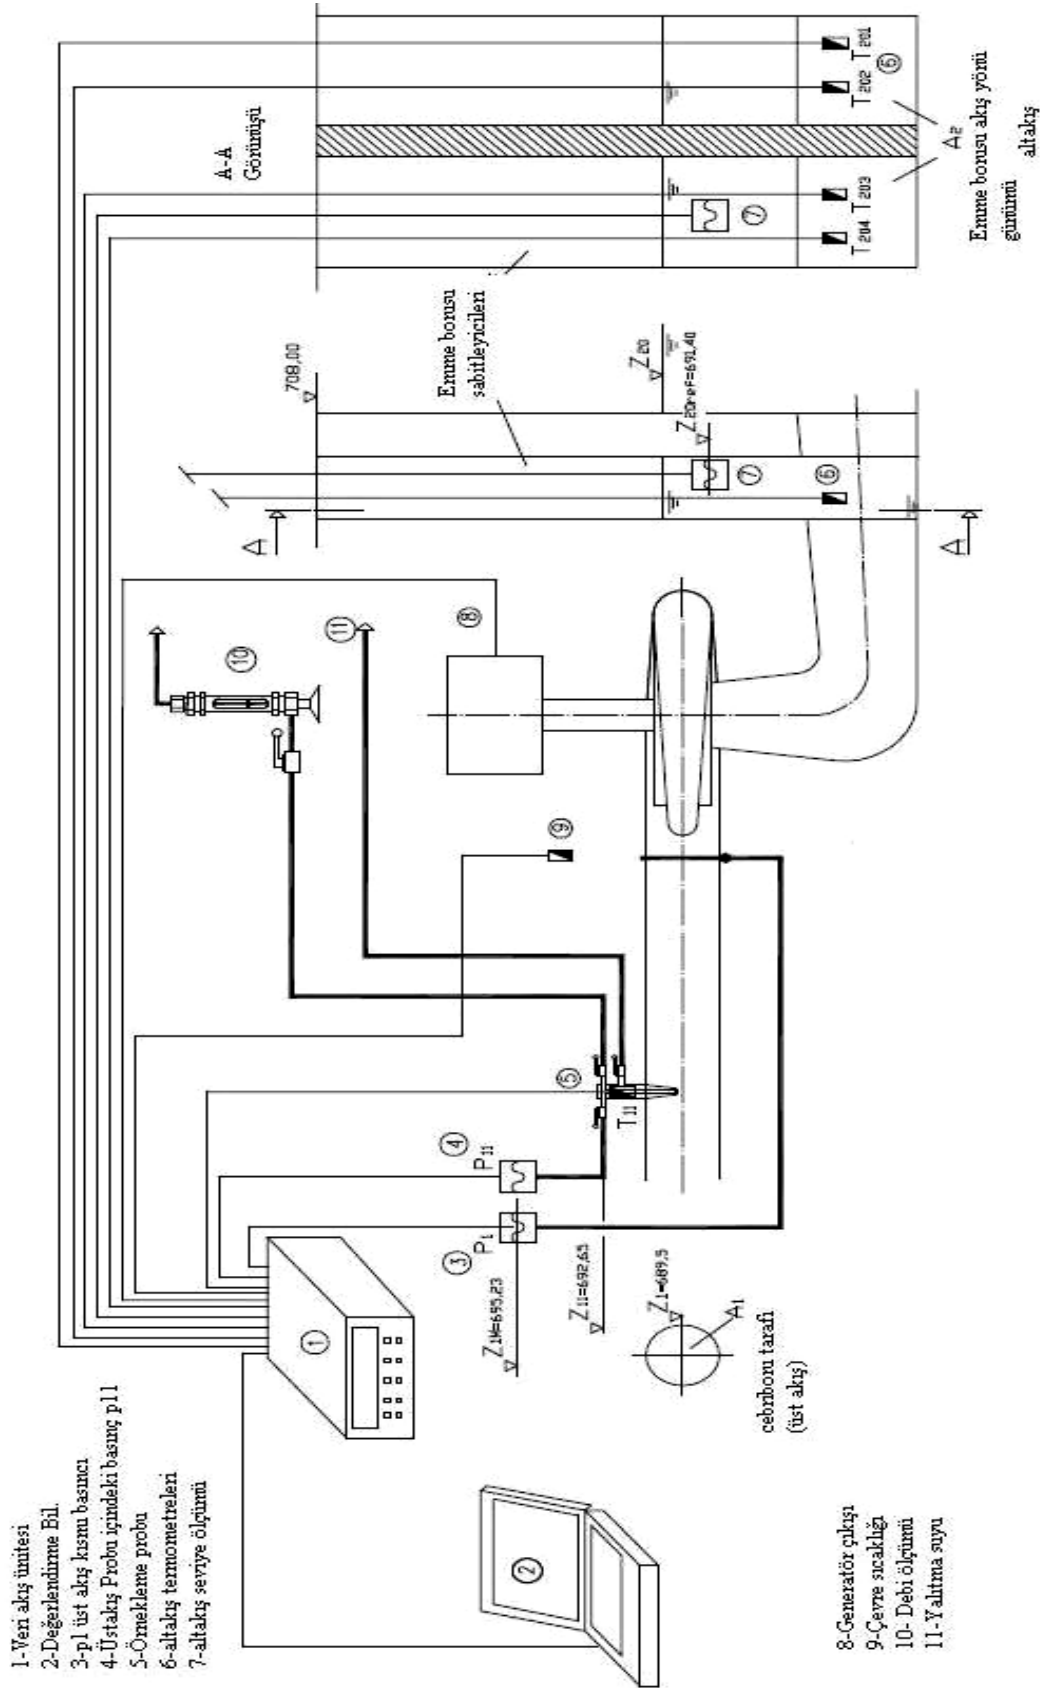 1-Veri akış ünitesi
2-Değerlendirme Bil.
3-p1 üst akış kısmı basıncı
4-Üstakış Probu içindeki basınç p11
5-Örnekleme probu
6-altakış termometreleri
7-altakış seviye ölçümü
8-Generatör çıkışı
9-Çevre sıcaklığı
10- Debi ölçümü
11-Yalıtma suyu
1
2
3
P1
4
P11
5
T11
Z1M=695,23
Z11=692,65
Z1=689,5
A1
cebriboru tarafı
(üst akış)
9
10
11
8
A
A
708,00
Emme borusu
sabitleyicileri
Z20
Z20ref=691,40
7
6
A-A
Görünüşü
T204
T203
T202
T201
7
6
A2
Emme borusu akış yönü
günümü
altakış